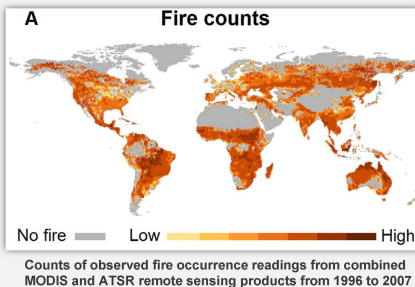 A
Fire counts
No fire Low High
Counts of observed fire occurrence readings from combined
MODIS and ATSR remote sensing products from 1996 to 2007